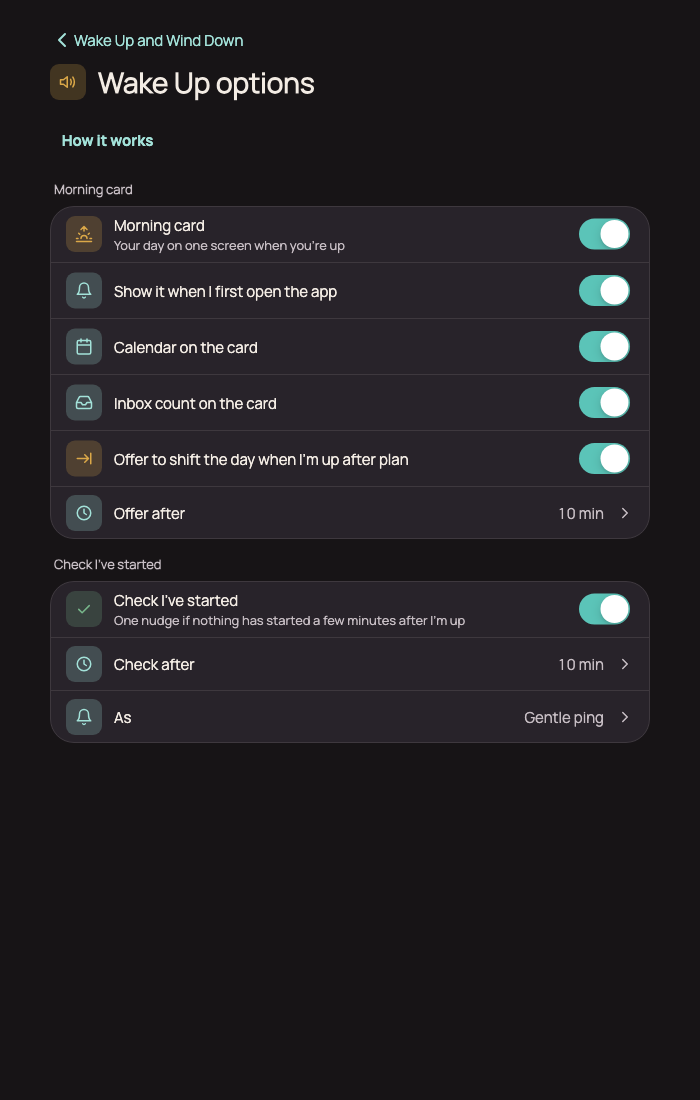 Wake Up and Wind Down
Wake Up options
How it works
Morning card
Morning card
Your day on one screen when you're up
Show it when I first open the app
Calendar on the card
Inbox count on the card
Offer to shift the day when I'm up after plan
Offer after
10 min
Check I've started
Check I've started
One nudge if nothing has started a few minutes after I'm up
Check after
10 min
As
Gentle ping